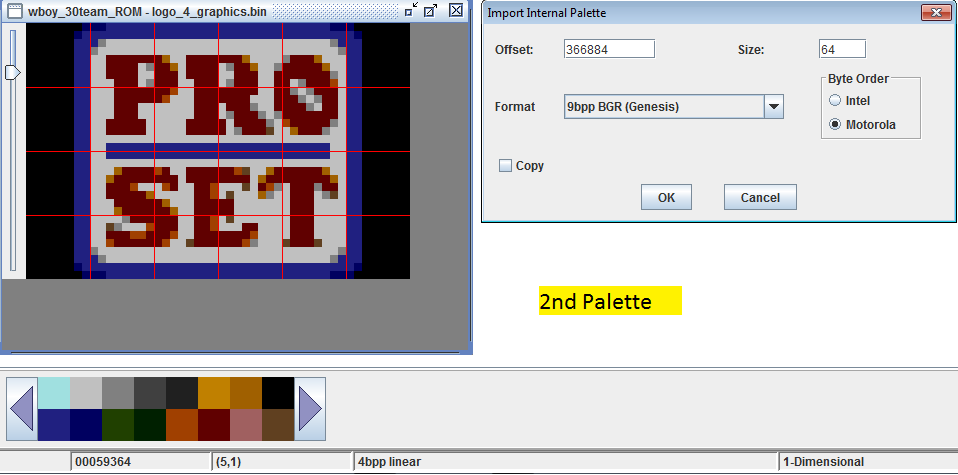 wboy_30team_ROM - logo_4_graphics.bin
PRO
SET
Import Internal Palette
Offset: 366884 Size: 64
Byte Order
Intel
Format 9bpp BGR (Genesis)
Motorola
Copy
OK Cancel
2nd Palette
00059364 (5,1) 4bpp linear 1-Dimensional